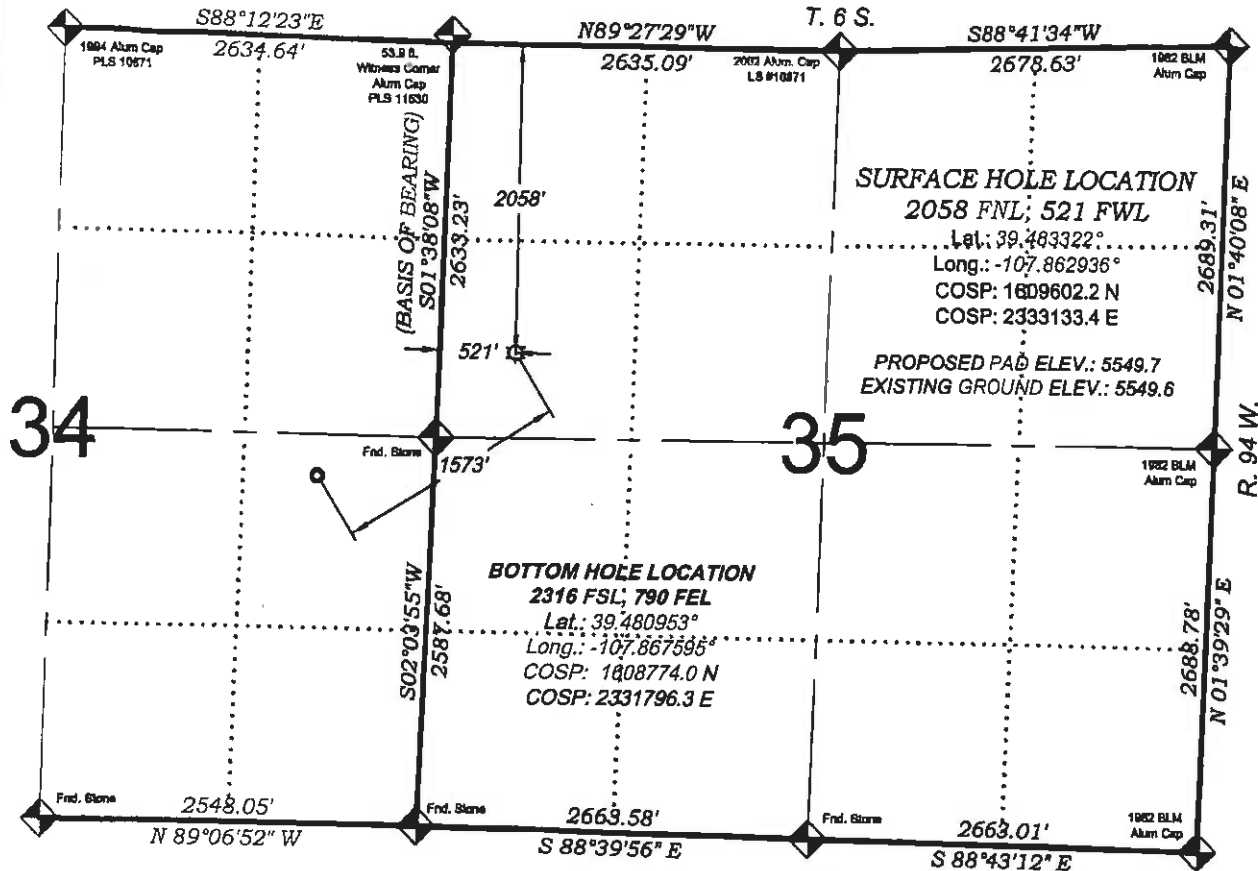 T. 6 S.
S88°12'23"E
2634.64'
N89°27'29"W
2635.09'
S88°41'34"W
2678.63'
1994 Alum Cap
PLS 10671
53.9 ft.
Witness Corner
Alum Cap
PLS 11630
2002 Alum. Cap
1982 BLM
Alum Cap
(BASIS OF BEARING)
S01°38'08"W
2633.23'
2058'
SURFACE HOLE LOCATION
2058 FNL; 521 FWL
Lat.: 39.483322°
Long.: -107.862936°
COSP: 1609602.2 N
COSP: 2333133.4 E
PROPOSED PAD ELEV.: 5549.7
EXISTING GROUND ELEV.: 5549.6
2689.31'
N 01°40'08" E
521'
34
35
R. 94 W.
Fnd. Stone
1573'
1982 BLM
Alum Cap
BOTTOM HOLE LOCATION
2316 FSL; 790 FEL
Lat.: 39.480953°
Long.: -107.867595°
COSP: 1608774.0 N
COSP: 2331796.3 E
S02°03'55"W
2587.68'
2688.78'
N 01°39'29" E
Fnd. Stone
2548.05'
N 89°06'52" W
Fnd. Stone
2663.58'
S 88°39'56" E
Fnd. Stone
2663.01'
S 88°43'12" E
1982 BLM
Alum Cap